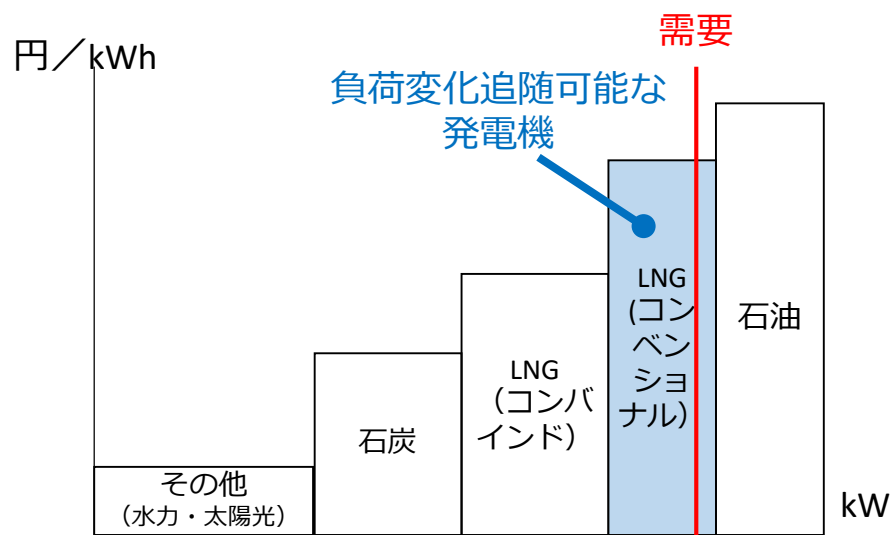 需要
円／kWh
負荷変化追随可能な
発電機
LNG
(コン
ベン
ショ
ナル）
石油
LNG
（コンバ
インド）
石炭
その他
（水力・太陽光）
kW